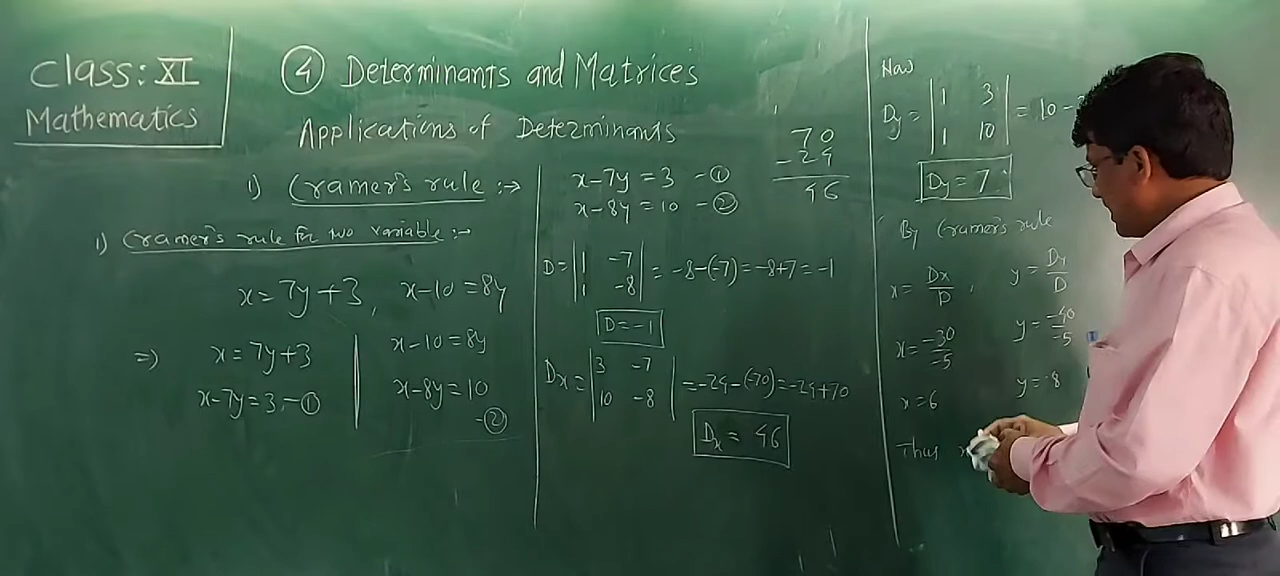 Class: XI
Mathematics
④ Determinants and Matrices
Applications of Determinants
1) Cramer's rule :→
1) Cramer's rule for two variable :→
x = 7y + 3, x-10 = 8y
⇒) x = 7y+3
x-7y = 3 -①
x-10 = 8y
x-8y = 10
-②
x-7y = 3 -①
x-8y = 10 -②
70
- 24
46
D = |1 -7|
|1 -8| = -8-(-7) = -8+7 = -1
D = -1
Dx = |3 -7|
|10 -8| = -24-(-70) = -24+70
Dx = 46
Now
Dy = |1 3|
|1 10| = 10 -
Dy = 7
By Cramer's rule
x = Dx/D, y = Dy/D
x = -30/-5 y = -40/-5
x = 6 y = 8
Thus x